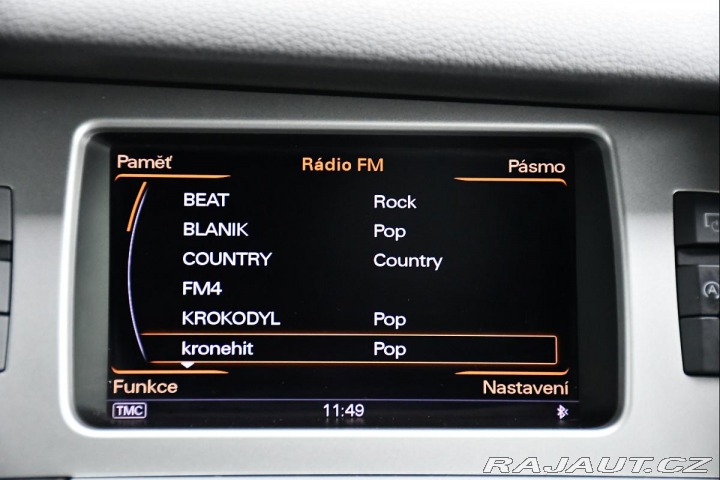 Paměť Rádio FM Pásmo
BEAT Rock
BLANIK Pop
COUNTRY Country
FM4
KROKODYL Pop
kronehit Pop
Funkce Nastavení
TMC 11:49
RAJAUT.CZ